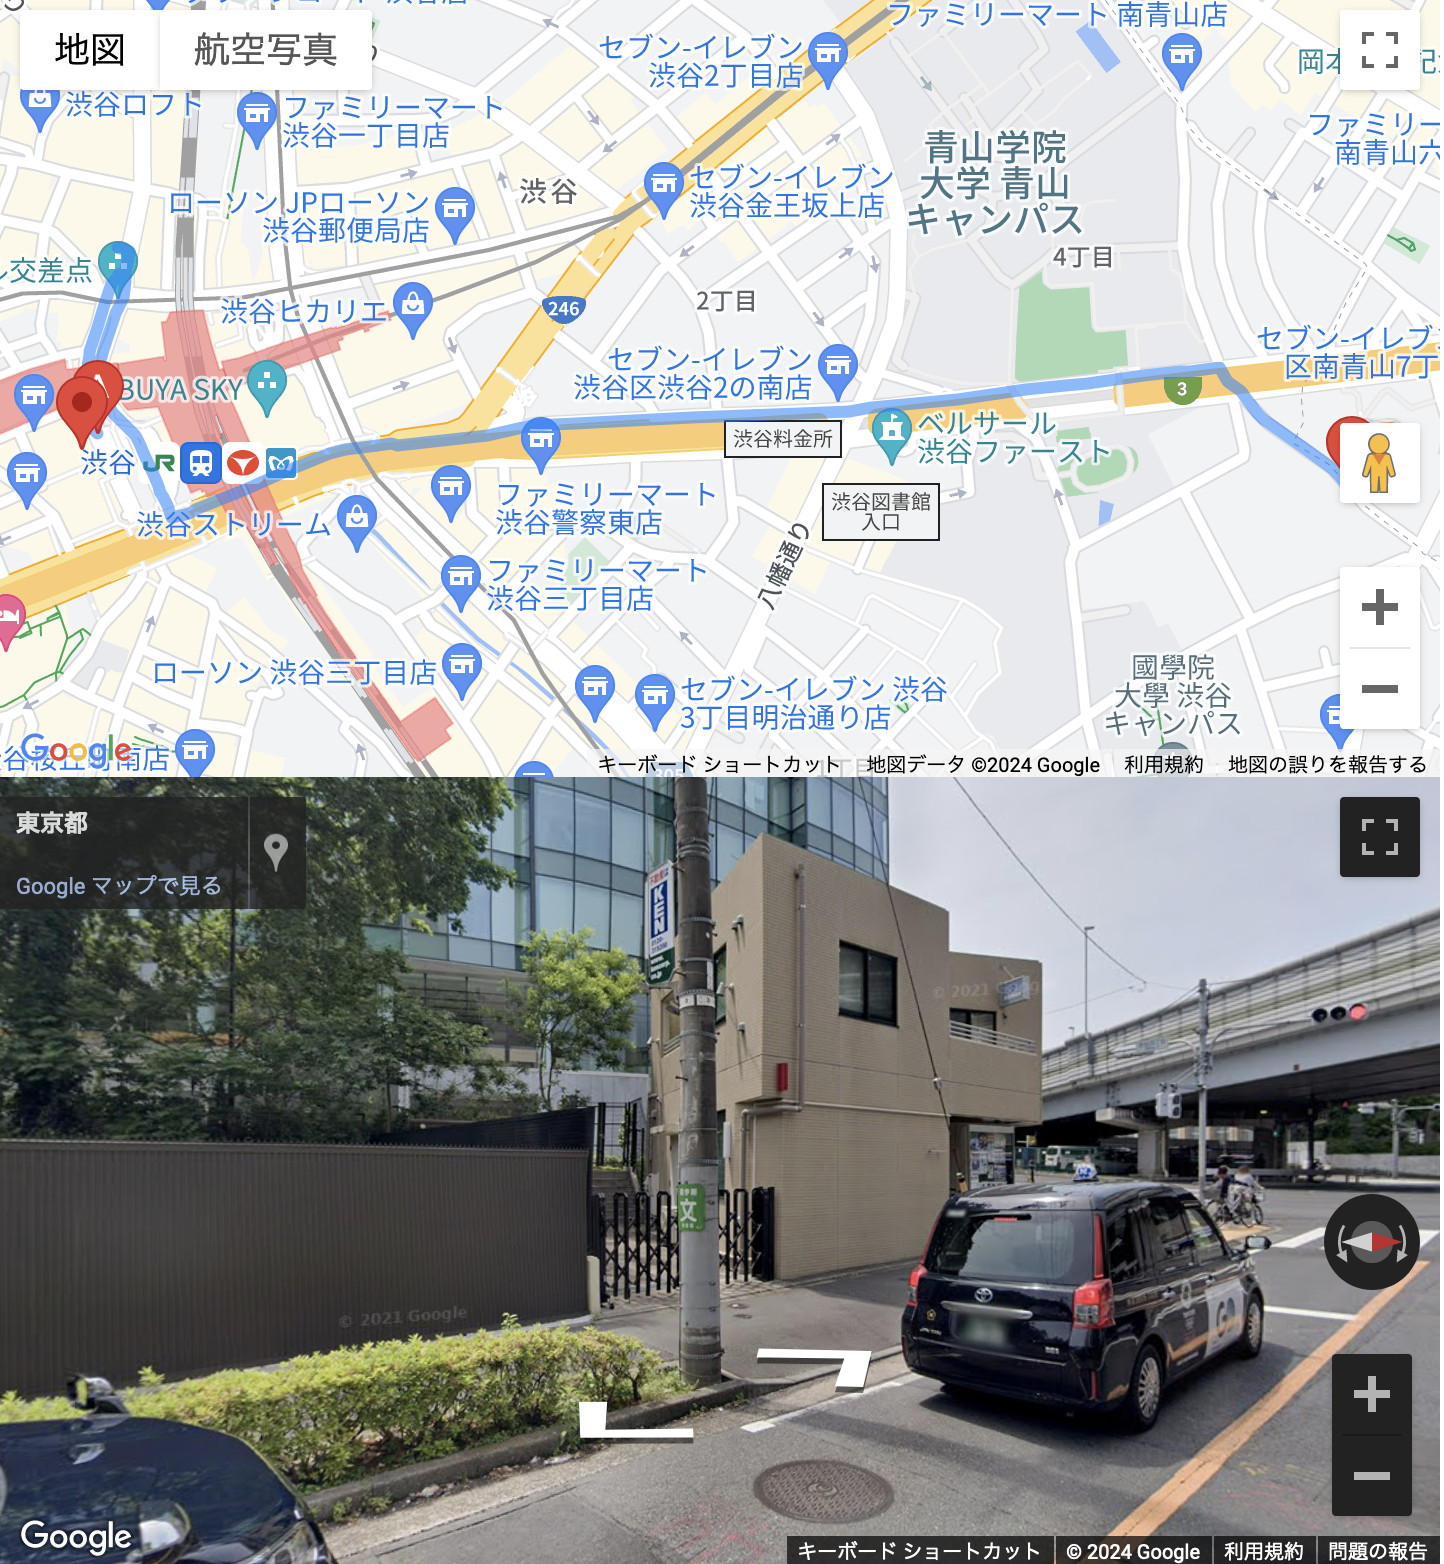 地図
航空写真
渋谷ロフト
ファミリーマート
渋谷一丁目店
セブン-イレブン
渋谷2丁目店
ファミリーマート 南青山店
岡本
ファミリー
南青山六
青山学院
大学 青山
キャンパス
4丁目
渋谷
セブン-イレブン
渋谷金王坂上店
ローソン JPローソン
渋谷郵便局店
ル交差点
渋谷ヒカリエ
246
2丁目
セブン-イレブン
渋谷区渋谷2の南店
セブン-イレブ
区南青山7丁
3
BUYA SKY
渋谷料金所
ベルサール
渋谷ファースト
渋谷
JR
渋谷ストリーム
ファミリーマート
渋谷警察東店
渋谷図書館
入口
八幡通り
ファミリーマート
渋谷三丁目店
ローソン 渋谷三丁目店
セブン-イレブン 渋谷
3丁目明治通り店
國學院
大學 渋谷
キャンパス
渋谷桜丘町南店
Google
キーボード ショートカット
地図データ ©2024 Google
利用規約
地図の誤りを報告する
東京都
Google マップで見る
KEN
文
GO
© 2021 Google
© 2021 Goog
Google
キーボード ショートカット
© 2024 Google
利用規約
問題の報告